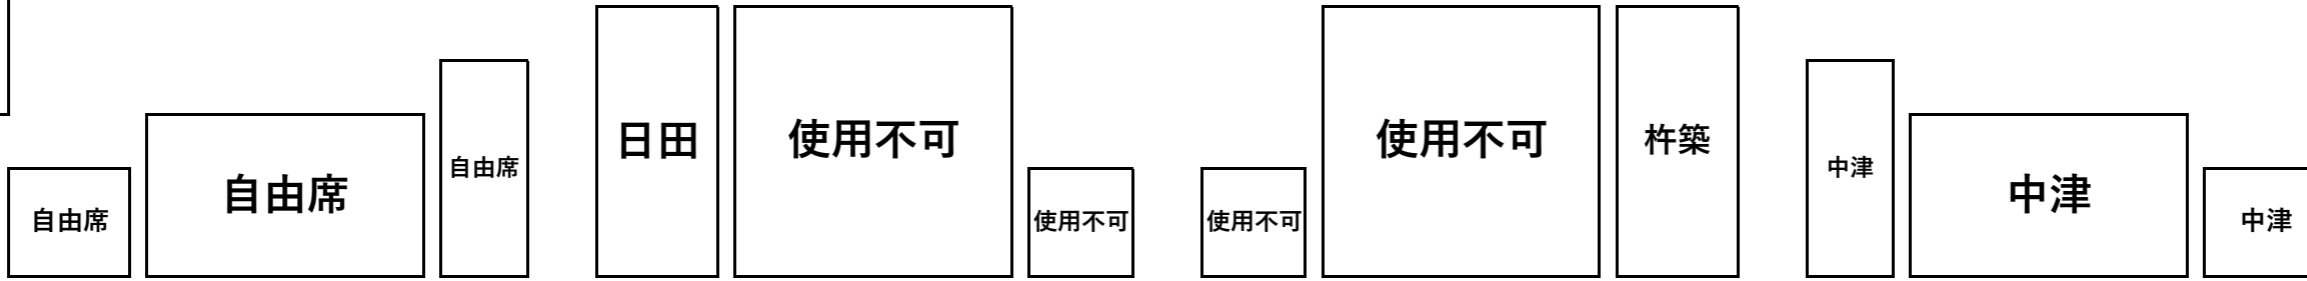 自由席
自由席
自由席
日田
使用不可
使用不可
使用不可
使用不可
杵築
中津
中津
中津